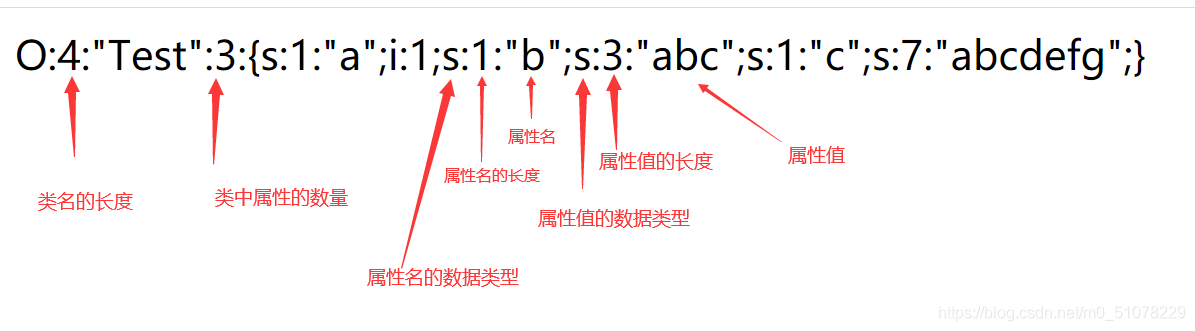 O:4:"Test":3:{s:1:"a";i:1;s:1:"b";s:3:"abc";s:1:"c";s:7:"abcdefg";}
属性名
属性值的长度
属性值
属性名的长度
类名的长度
类中属性的数量
属性值的数据类型
属性名的数据类型
https://blog.csdn.net/m0_51078229